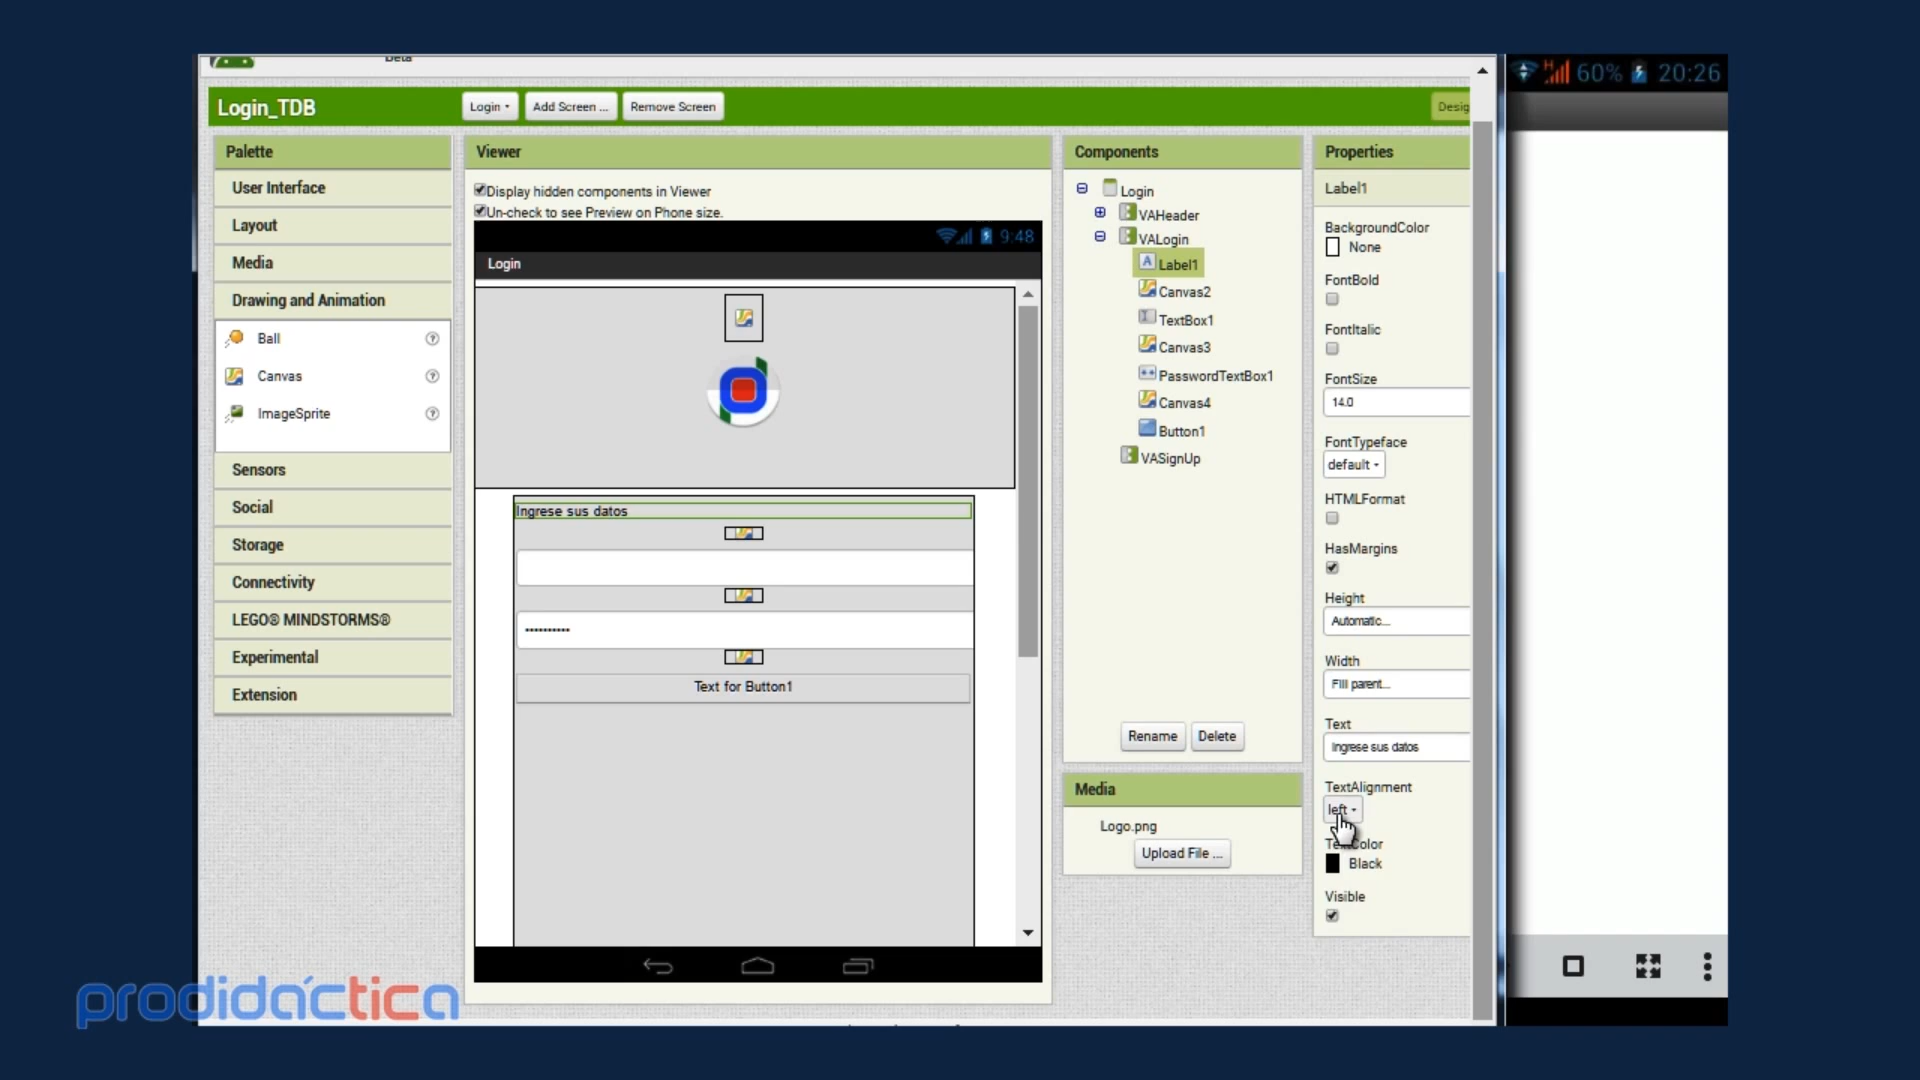 Beta
H 60% 20:26
Login_TDB
Login
Add Screen ...
Remove Screen
Desig
Palette
User Interface
Layout
Media
Drawing and Animation
Ball
Canvas
ImageSprite
Sensors
Social
Storage
Connectivity
LEGO® MINDSTORMS®
Experimental
Extension
Viewer
Display hidden components in Viewer
Un-check to see Preview on Phone size.
9:48
Login
Ingrese sus datos
Text for Button1
Components
Login
VAHeader
VALogin
Label1
Canvas2
TextBox1
Canvas3
PasswordTextBox1
Canvas4
Button1
VASignUp
Rename
Delete
Media
Logo.png
Upload File ...
Properties
Label1
BackgroundColor
None
FontBold
FontItalic
FontSize
14.0
FontTypeface
default
HTMLFormat
HasMargins
Height
Automatic...
Width
Fill parent...
Text
Ingrese sus datos
TextAlignment
left
TextColor
Black
Visible
prodidáctica